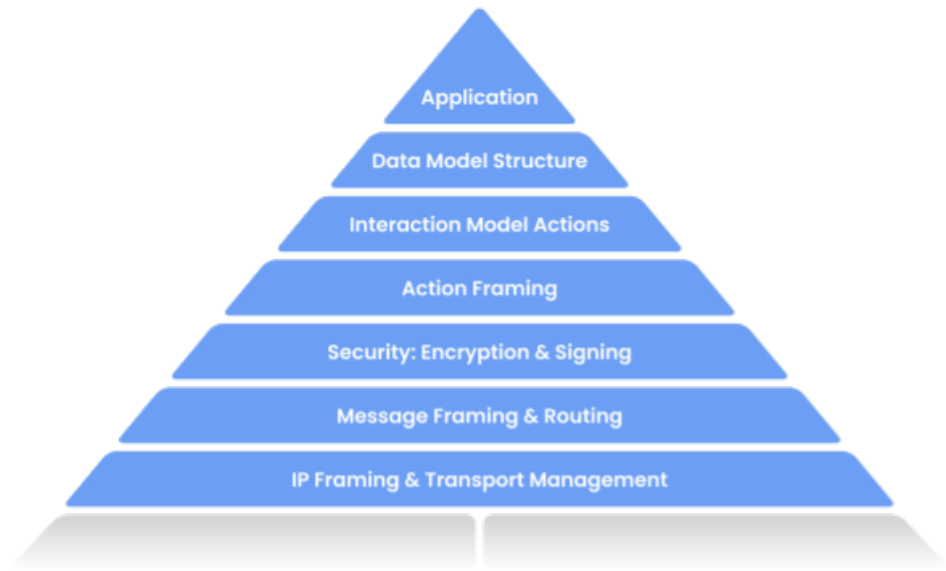 Application
Data Model Structure
Interaction Model Actions
Action Framing
Security: Encryption & Signing
Message Framing & Routing
IP Framing & Transport Management